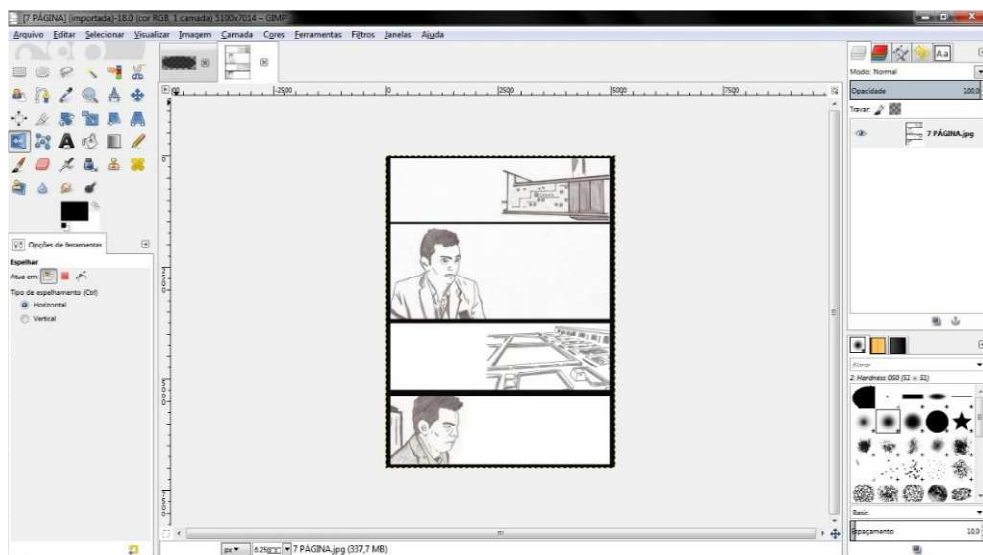 [7 PÁGINA] (importada)-18.0 (cor RGB, 1 camada) 5100x7014 – GIMP
Arquivo Editar Selecionar Visualizar Imagem Camada Cores Ferramentas Filtros Janelas Ajuda
Opções de ferramentas
Espelhar
Atua em:
Tipo de espelhamento (Ctrl)
Horizontal
Vertical
-2500 0 2500 5000 7500
px 7 PÁGINA.jpg (337,7 MB)
Modo: Normal
Opacidade 100,0
Travar:
7 PÁGINA.jpg
2. Hardness 050 (51 × 51)
Basic,
Espaçamento 10,0